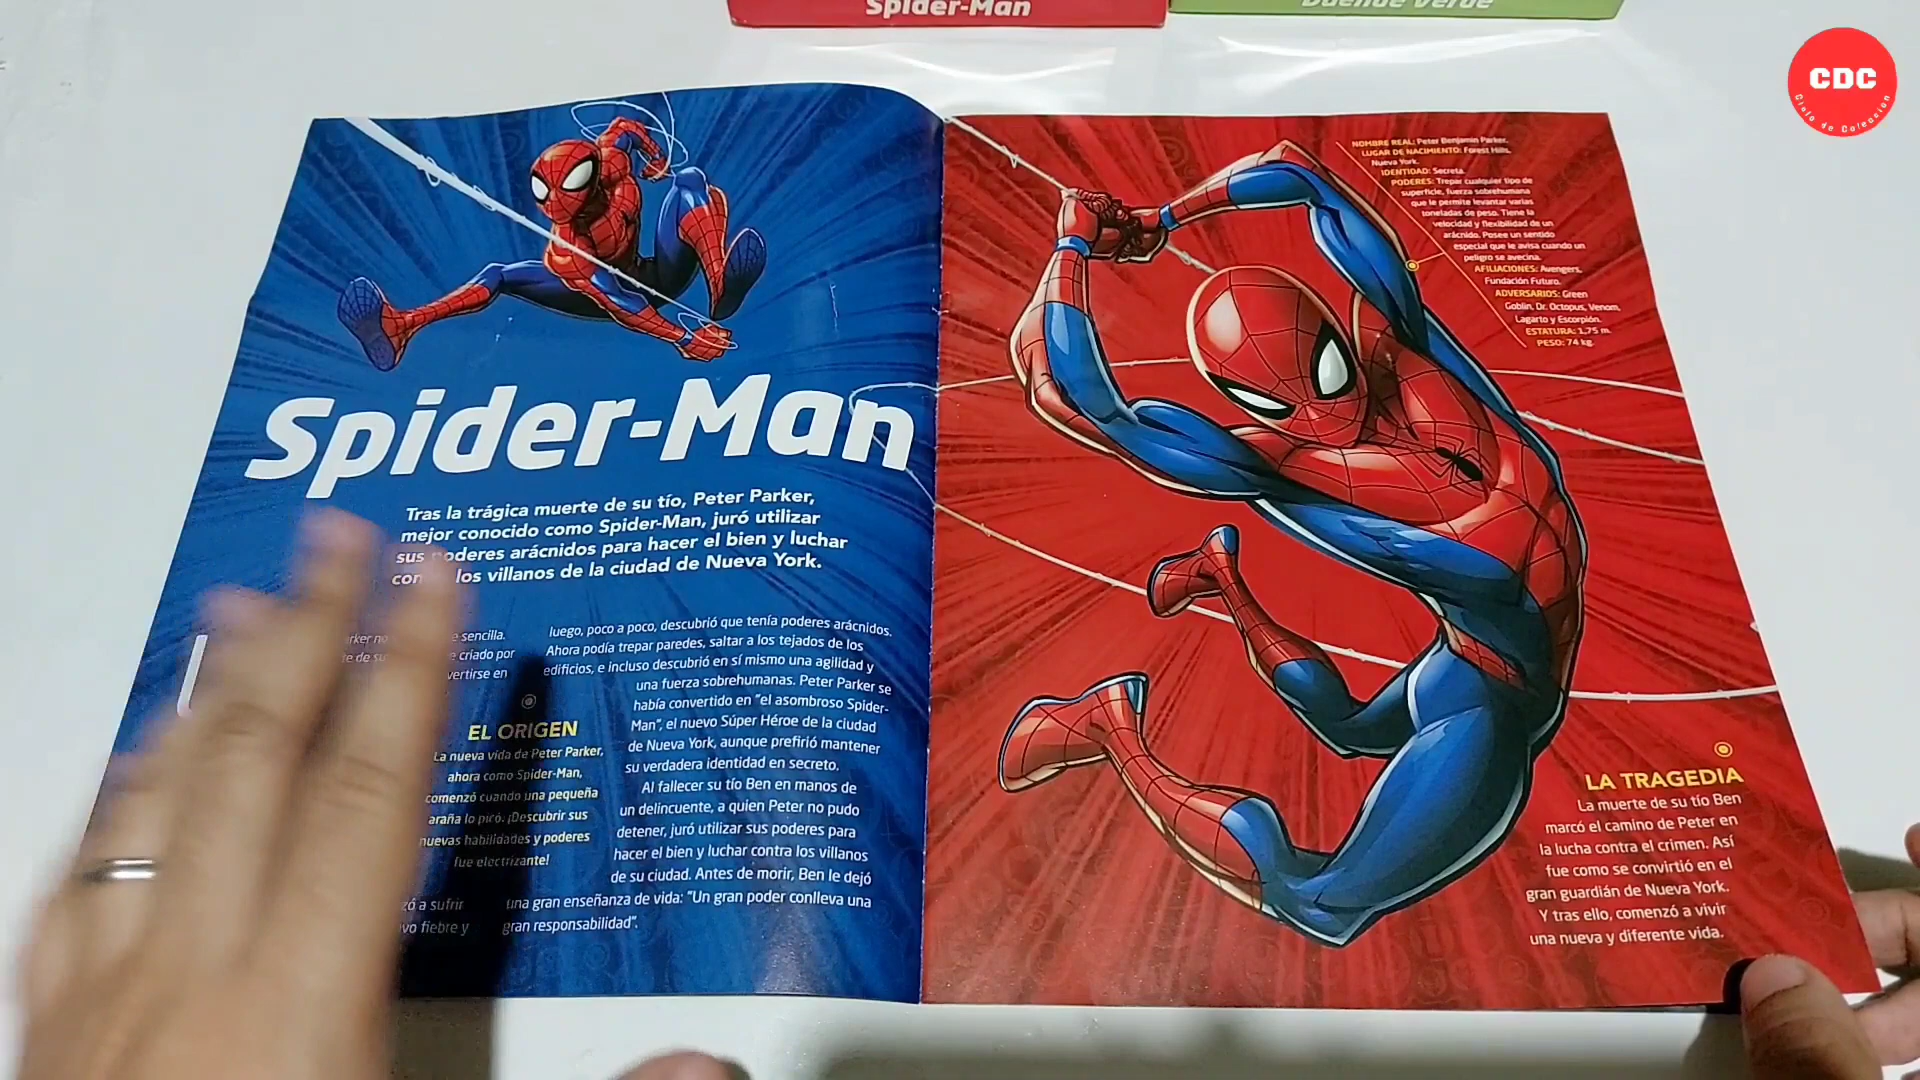 Spider-Man
Duende Verde
CDC
Ciclo de Colección
Spider-Man
Tras la trágica muerte de su tío, Peter Parker,
mejor conocido como Spider-Man, juró utilizar
sus poderes arácnidos para hacer el bien y luchar
los villanos de la ciudad de Nueva York.
sencilla.
criado por
EL ORIGEN
La nueva vida de Peter Parker,
ahora como Spider-Man,
comenzó cuando una pequeña
araña lo picó. ¡Descubrir sus
nuevas habilidades y poderes
fue electrizante!
a sufrir
fiebre y
luego, poco a poco, descubrió que tenía poderes arácnidos.
Ahora podía trepar paredes, saltar a los tejados de los
edificios, e incluso descubrió en sí mismo una agilidad y
una fuerza sobrehumanas. Peter Parker se
había convertido en "el asombroso Spider-
Man", el nuevo Súper Héroe de la ciudad
de Nueva York, aunque prefirió mantener
su verdadera identidad en secreto.
Al fallecer su tío Ben en manos de
un delincuente, a quien Peter no pudo
detener, juró utilizar sus poderes para
hacer el bien y luchar contra los villanos
de su ciudad. Antes de morir, Ben le dejó
una gran enseñanza de vida: "Un gran poder conlleva una
gran responsabilidad".
NOMBRE REAL: Peter Benjamin Parker.
LUGAR DE NACIMIENTO: Forest Hills,
Nueva York.
IDENTIDAD: Secreta.
PODERES: Trepar cualquier tipo de
superficie, fuerza sobrehumana
que le permite levantar varias
toneladas de peso. Tiene la
velocidad y flexibilidad de un
arácnido. Posee un sentido
especial que le avisa cuando un
peligro se avecina.
AFILIACIONES: Avengers,
Fundación Futuro.
ADVERSARIOS: Green
Goblin, Dr. Octopus, Venom,
Lagarto y Escorpión.
ESTATURA: 1,75 m.
PESO: 74 kg.
LA TRAGEDIA
La muerte de su tío Ben
marcó el camino de Peter en
la lucha contra el crimen. Así
fue como se convirtió en el
gran guardián de Nueva York.
Y tras ello, comenzó a vivir
una nueva y diferente vida.